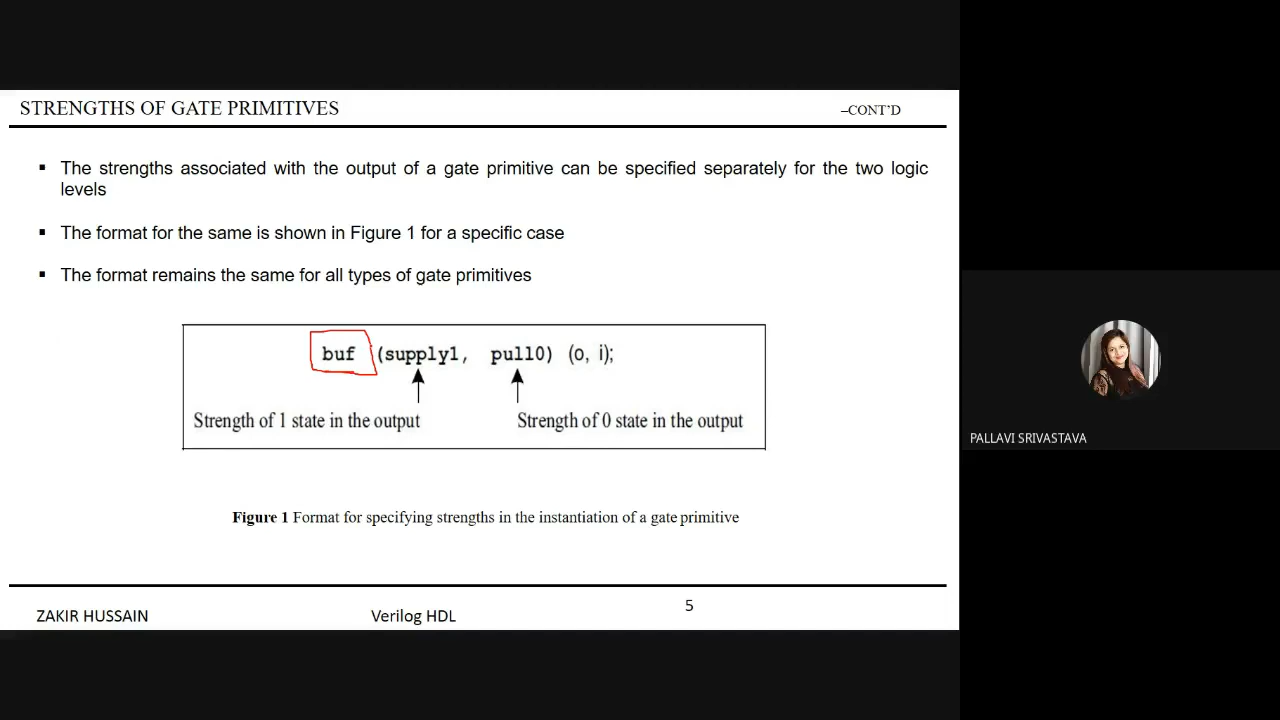 STRENGTHS OF GATE PRIMITIVES
–CONT'D
▪ The strengths associated with the output of a gate primitive can be specified separately for the two logic
levels
▪ The format for the same is shown in Figure 1 for a specific case
▪ The format remains the same for all types of gate primitives
buf (supply1, pull0) (o, i);
Strength of 1 state in the output
Strength of 0 state in the output
Figure 1 Format for specifying strengths in the instantiation of a gate primitive
ZAKIR HUSSAIN
Verilog HDL
5
PALLAVI SRIVASTAVA